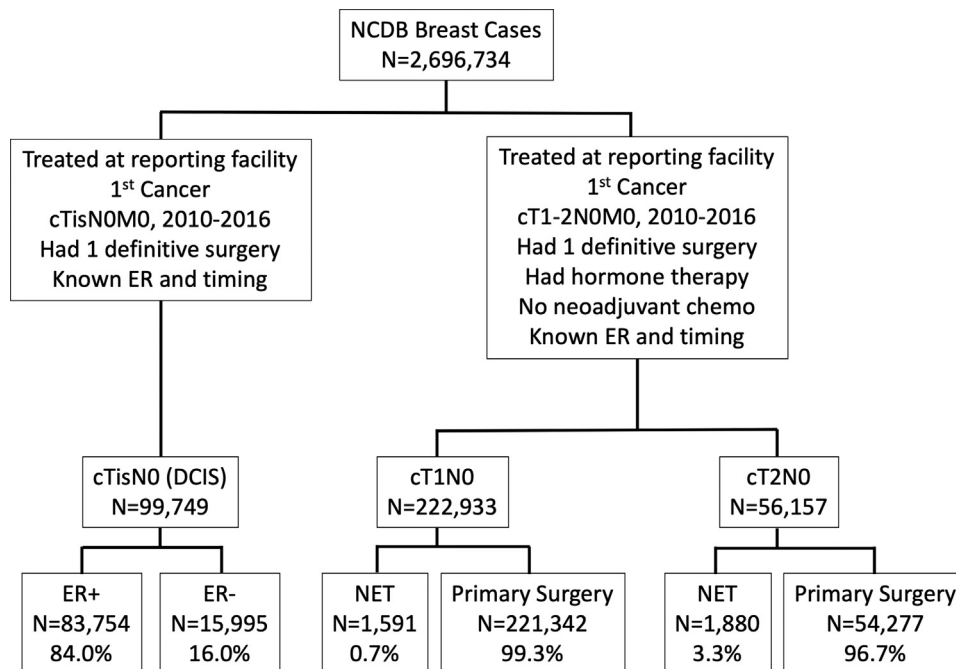 NCDB Breast Cases
N=2,696,734
Treated at reporting facility
1st Cancer
cTisN0M0, 2010-2016
Had 1 definitive surgery
Known ER and timing
Treated at reporting facility
1st Cancer
cT1-2N0M0, 2010-2016
Had 1 definitive surgery
Had hormone therapy
No neoadjuvant chemo
Known ER and timing
cTisN0 (DCIS)
N=99,749
cT1N0
N=222,933
cT2N0
N=56,157
ER+
N=83,754
84.0%
ER-
N=15,995
16.0%
NET
N=1,591
0.7%
Primary Surgery
N=221,342
99.3%
NET
N=1,880
3.3%
Primary Surgery
N=54,277
96.7%